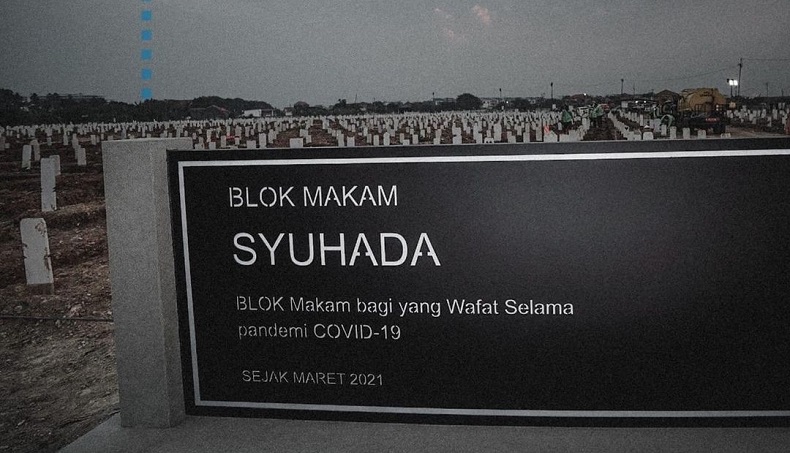 BLOK MAKAM
SYUHADA
BLOK Makam bagi yang Wafat Selama
pandemi COVID-19
SEJAK MARET 2021